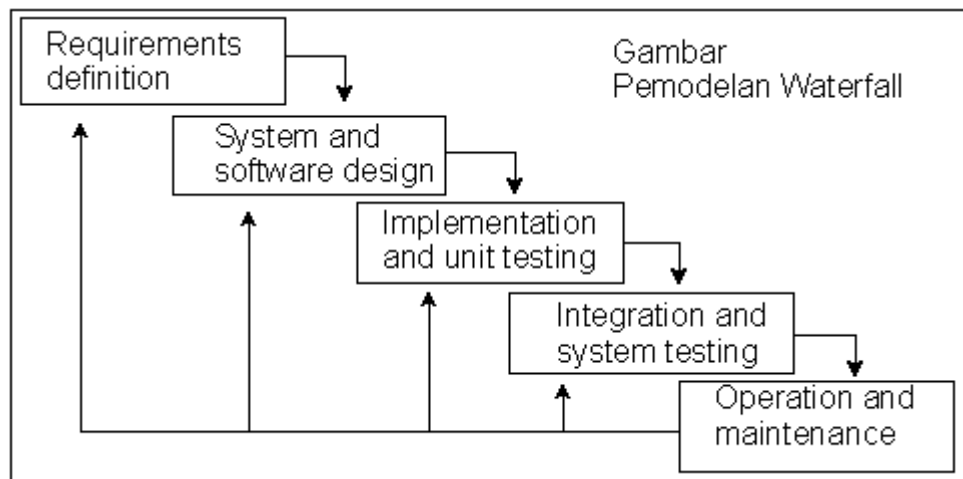 Requirements
definition
Gambar
Pemodelan Waterfall
System and
software design
Implementation
and unit testing
Integration and
system testing
Operation and
maintenance